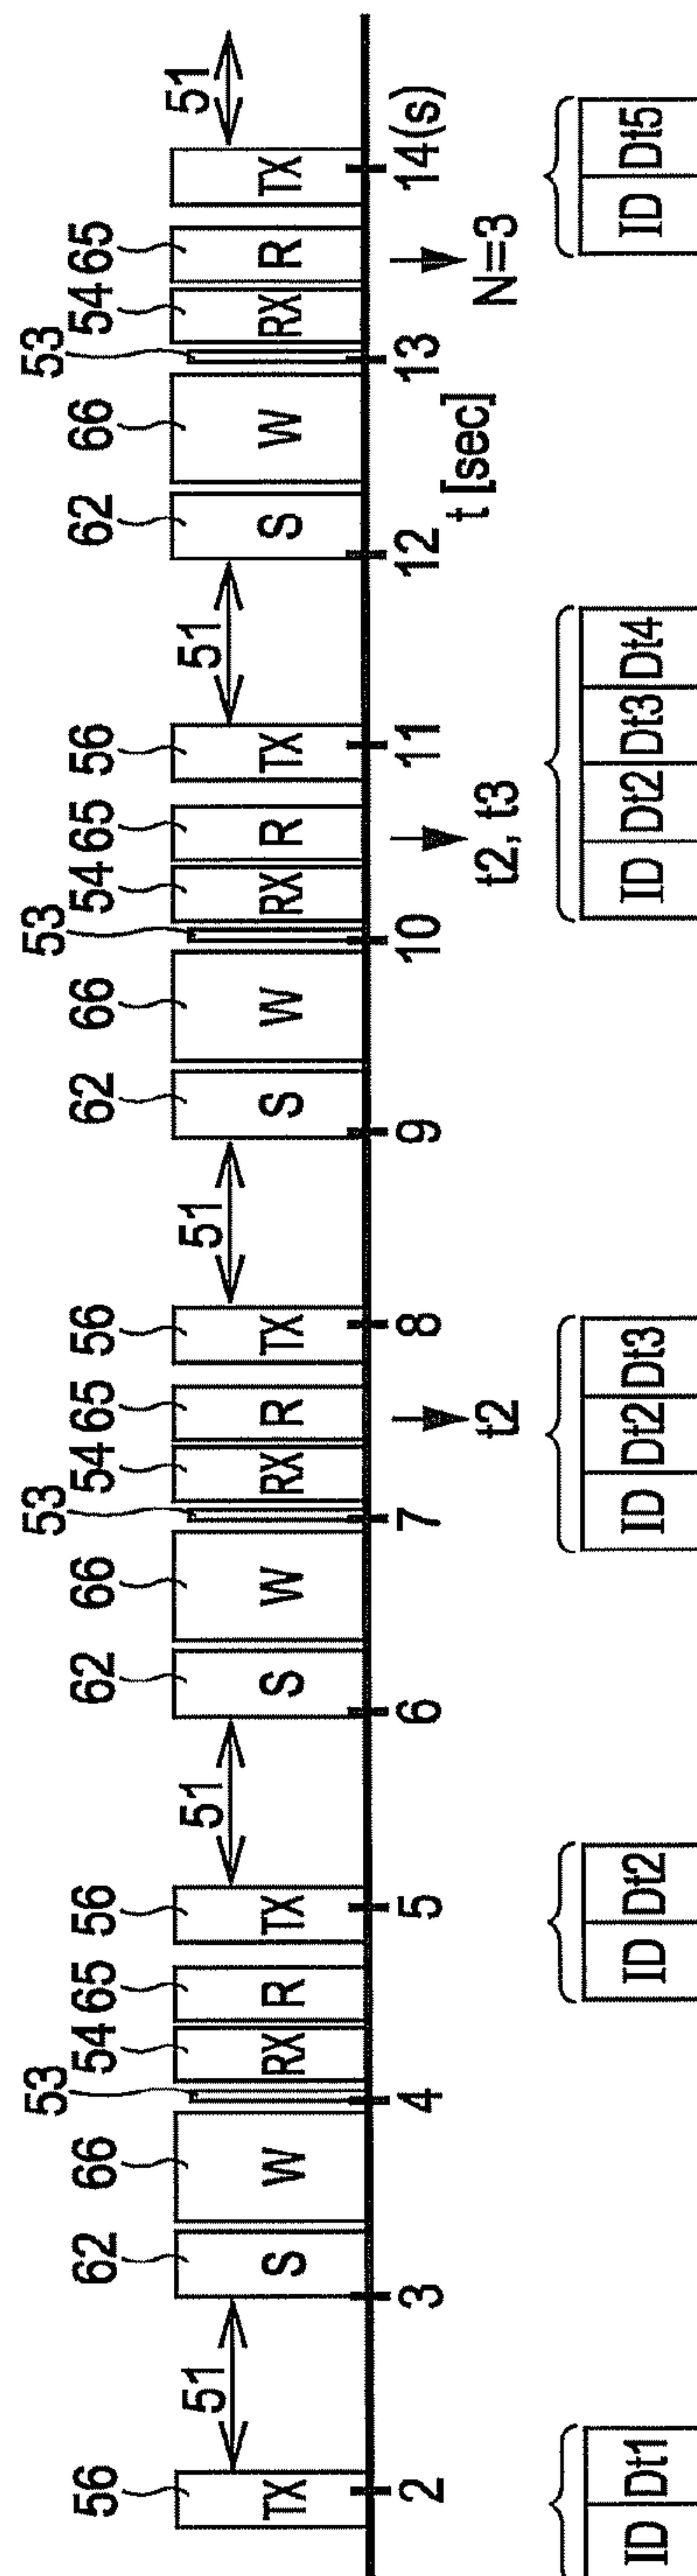 56 51 62 66 53 54 65 56 51 62 66 53 54 65 56 51 62 66 53 54 65 56 51 62 66 53 54 65 51
TX S W RX R TX S W RX R TX S W RX R TX S W RX R TX
2 3 4 5 6 7 8 9 10 11 12 13 14(s)
t2 t2, t3 t [sec] N=3
ID Dt1 ID Dt2 ID Dt2 Dt3 ID Dt2 Dt3 Dt4 ID Dt5